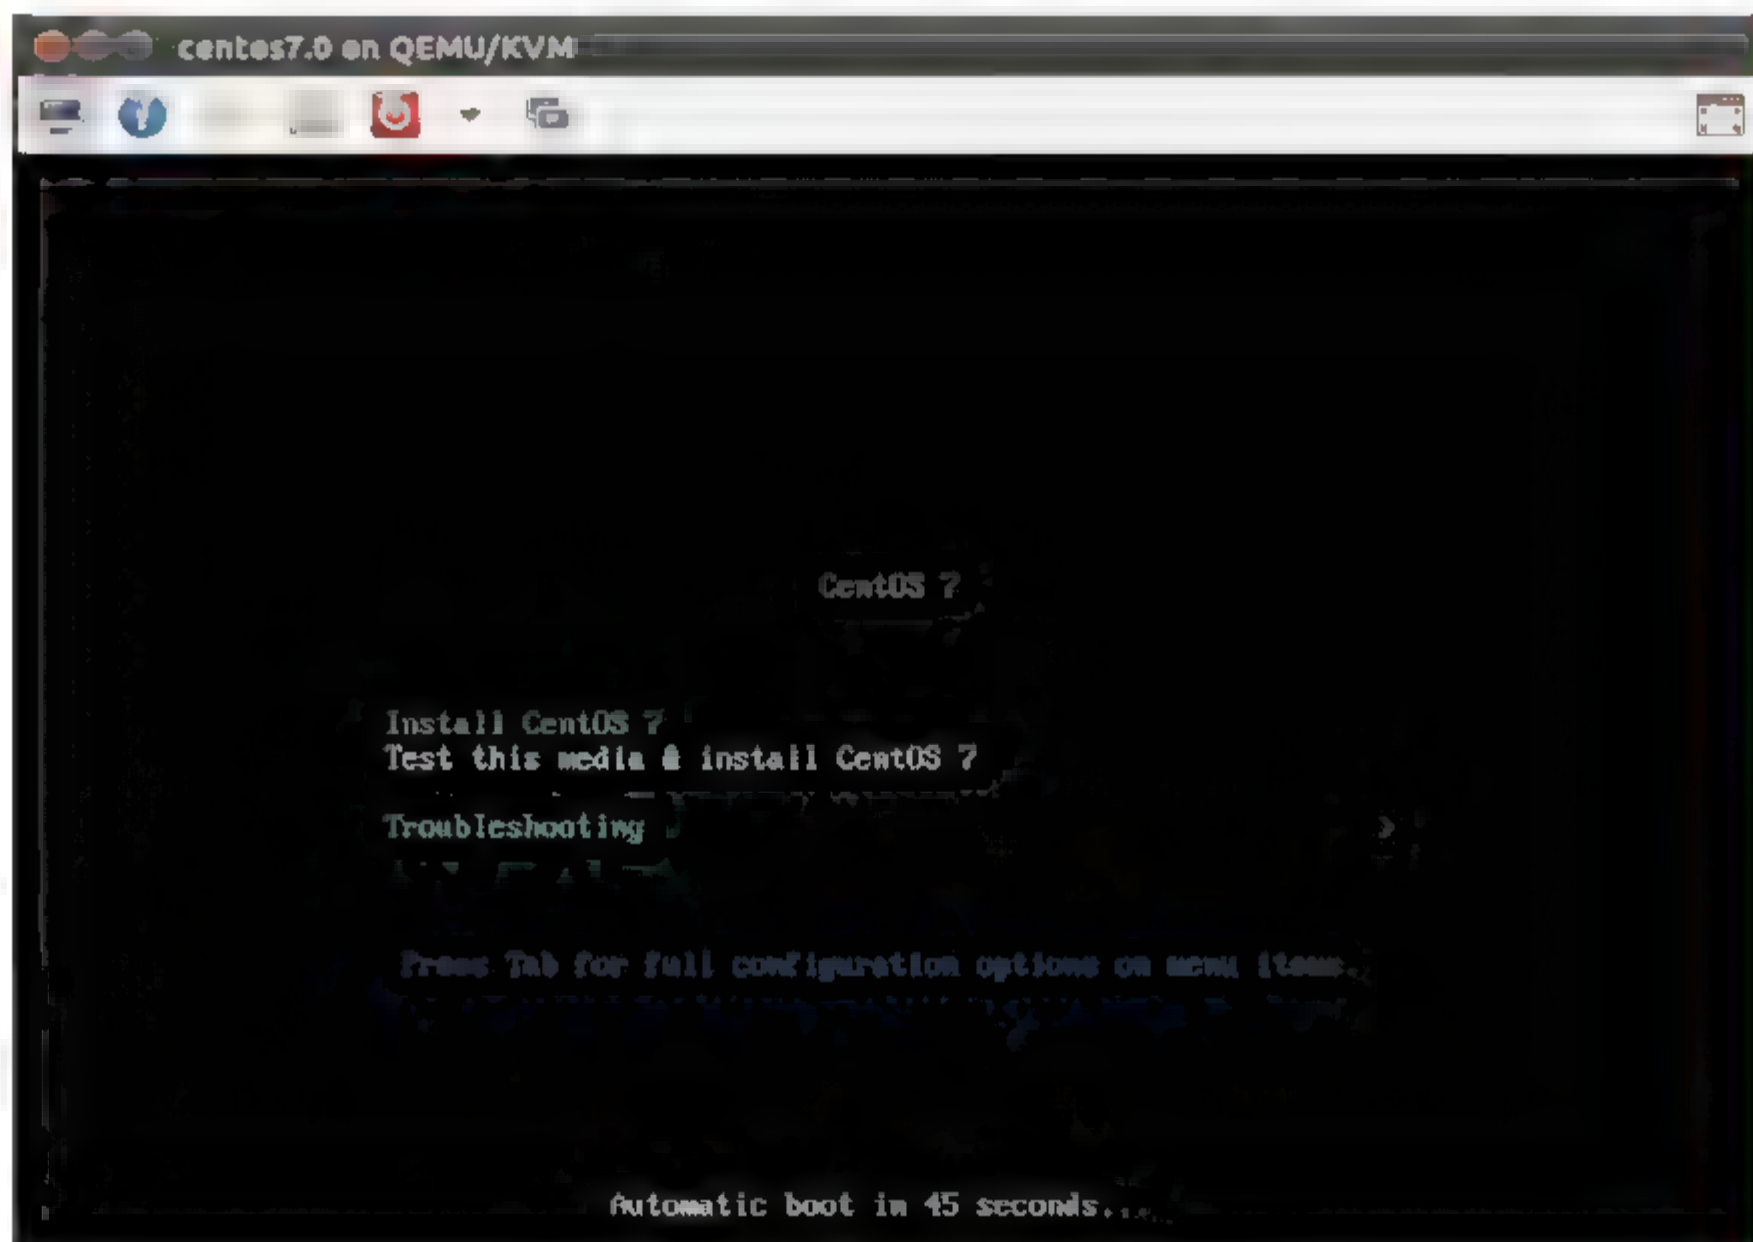 centos7.0 on QEMU/KVM
CentOS 7
Install CentOS 7
Test this media & install CentOS 7
Troubleshooting
>
Press Tab for full configuration options on menu items.
Automatic boot in 45 seconds...